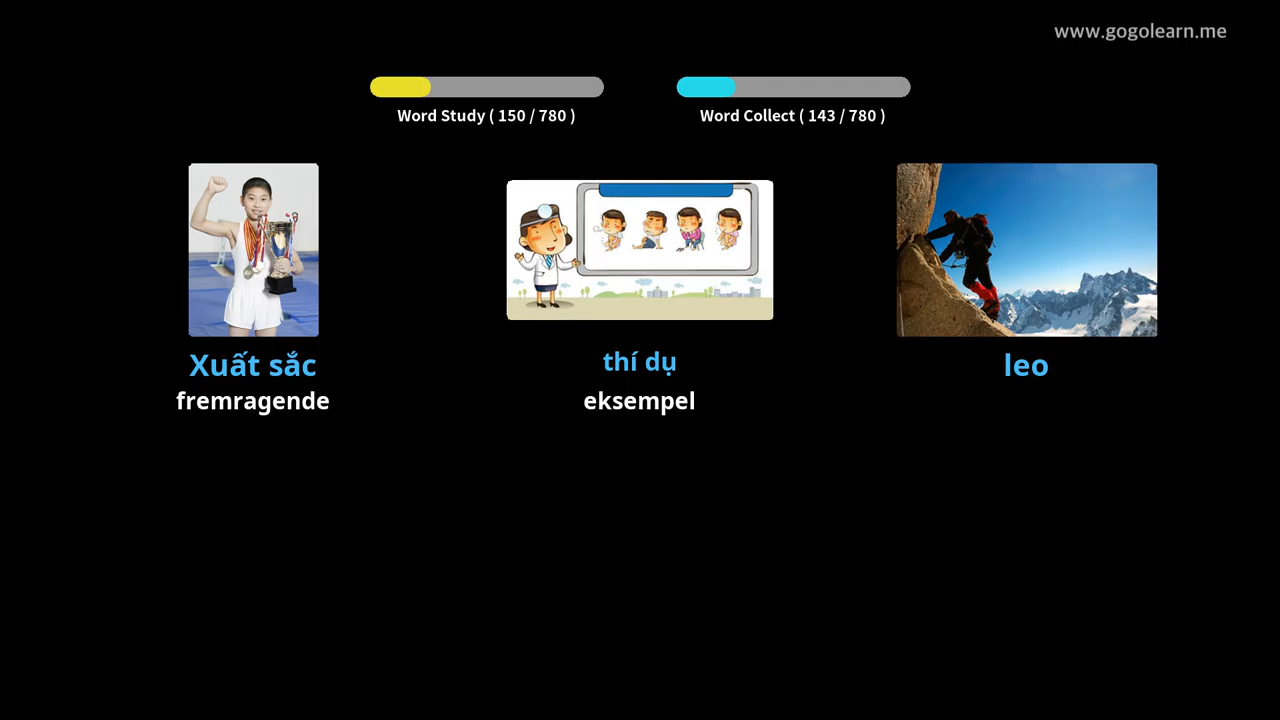 www.gogolearn.me
Word Study ( 150 / 780 )
Word Collect ( 143 / 780 )
Xuất sắc
fremragende
thí dụ
eksempel
leo